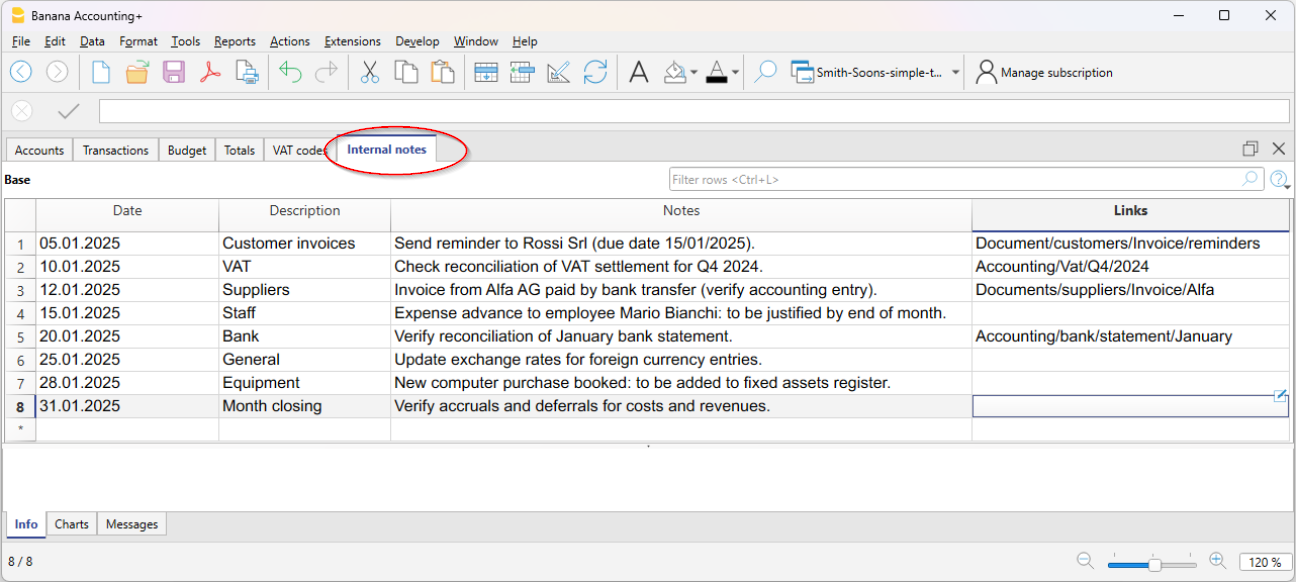 Banana Accounting+
File Edit Data Format Tools Reports Actions Extensions Develop Window Help
Smith-Soons-simple-t... Manage subscription
Accounts Transactions Budget Totals VAT codes Internal notes
Base Filter rows <Ctrl+L>
Date Description Notes Links
1 05.01.2025 Customer invoices Send reminder to Rossi Srl (due date 15/01/2025). Document/customers/Invoice/reminders
2 10.01.2025 VAT Check reconciliation of VAT settlement for Q4 2024. Accounting/Vat/Q4/2024
3 12.01.2025 Suppliers Invoice from Alfa AG paid by bank transfer (verify accounting entry). Documents/suppliers/Invoice/Alfa
4 15.01.2025 Staff Expense advance to employee Mario Bianchi: to be justified by end of month.
5 20.01.2025 Bank Verify reconciliation of January bank statement. Accounting/bank/statement/January
6 25.01.2025 General Update exchange rates for foreign currency entries.
7 28.01.2025 Equipment New computer purchase booked: to be added to fixed assets register.
8 31.01.2025 Month closing Verify accruals and deferrals for costs and revenues.
*
Info Charts Messages
8 / 8 120 %